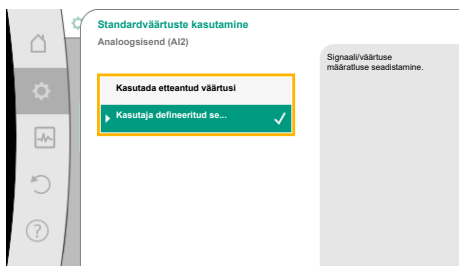 Standardväärtuste kasutamine
Analoogsisend (AI2)
Kasutada etteantud väärtusi
Kasutaja defineeritud se...
Signaali/väärtuse
määratluse seadistamine.